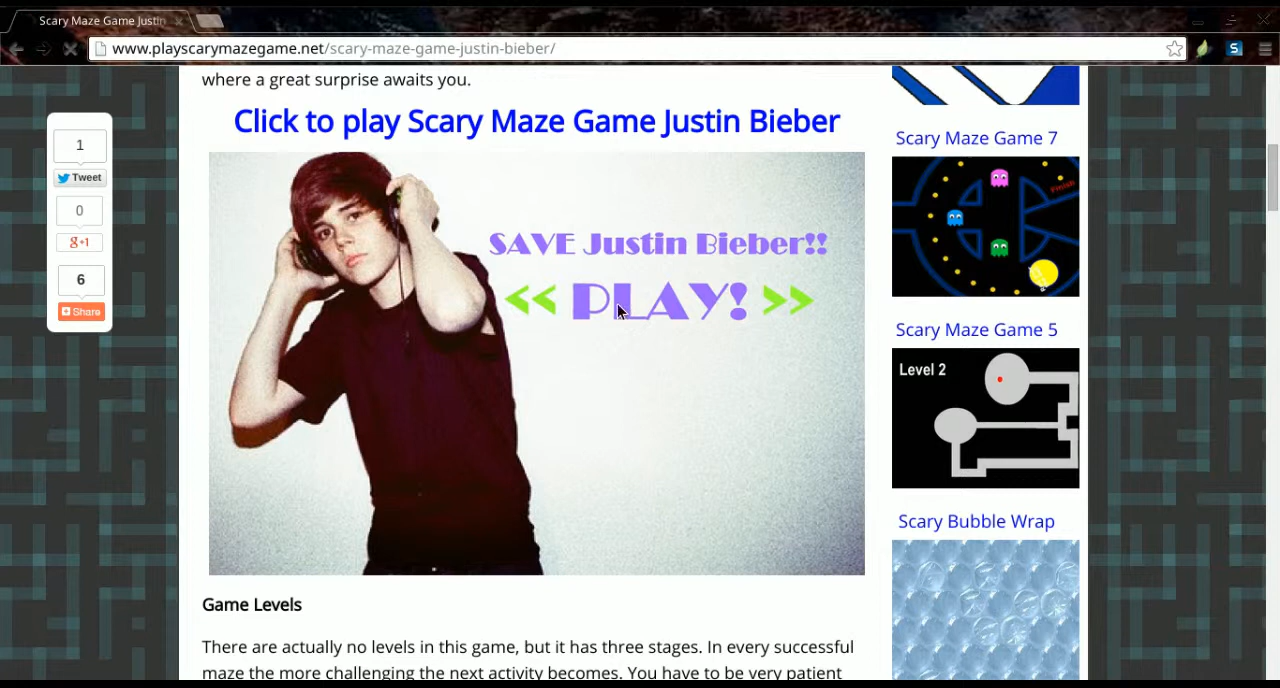 Scary Maze Game Justin
www.playscarymazegame.net/scary-maze-game-justin-bieber/
where a great surprise awaits you.
Click to play Scary Maze Game Justin Bieber
SAVE Justin Bieber!!
<< PLAY! >>
Game Levels
There are actually no levels in this game, but it has three stages. In every successful
maze the more challenging the next activity becomes. You have to be very patient
1
Tweet
0
g+1
6
Share
Scary Maze Game 7
Finish
Scary Maze Game 5
Level 2
Scary Bubble Wrap
S